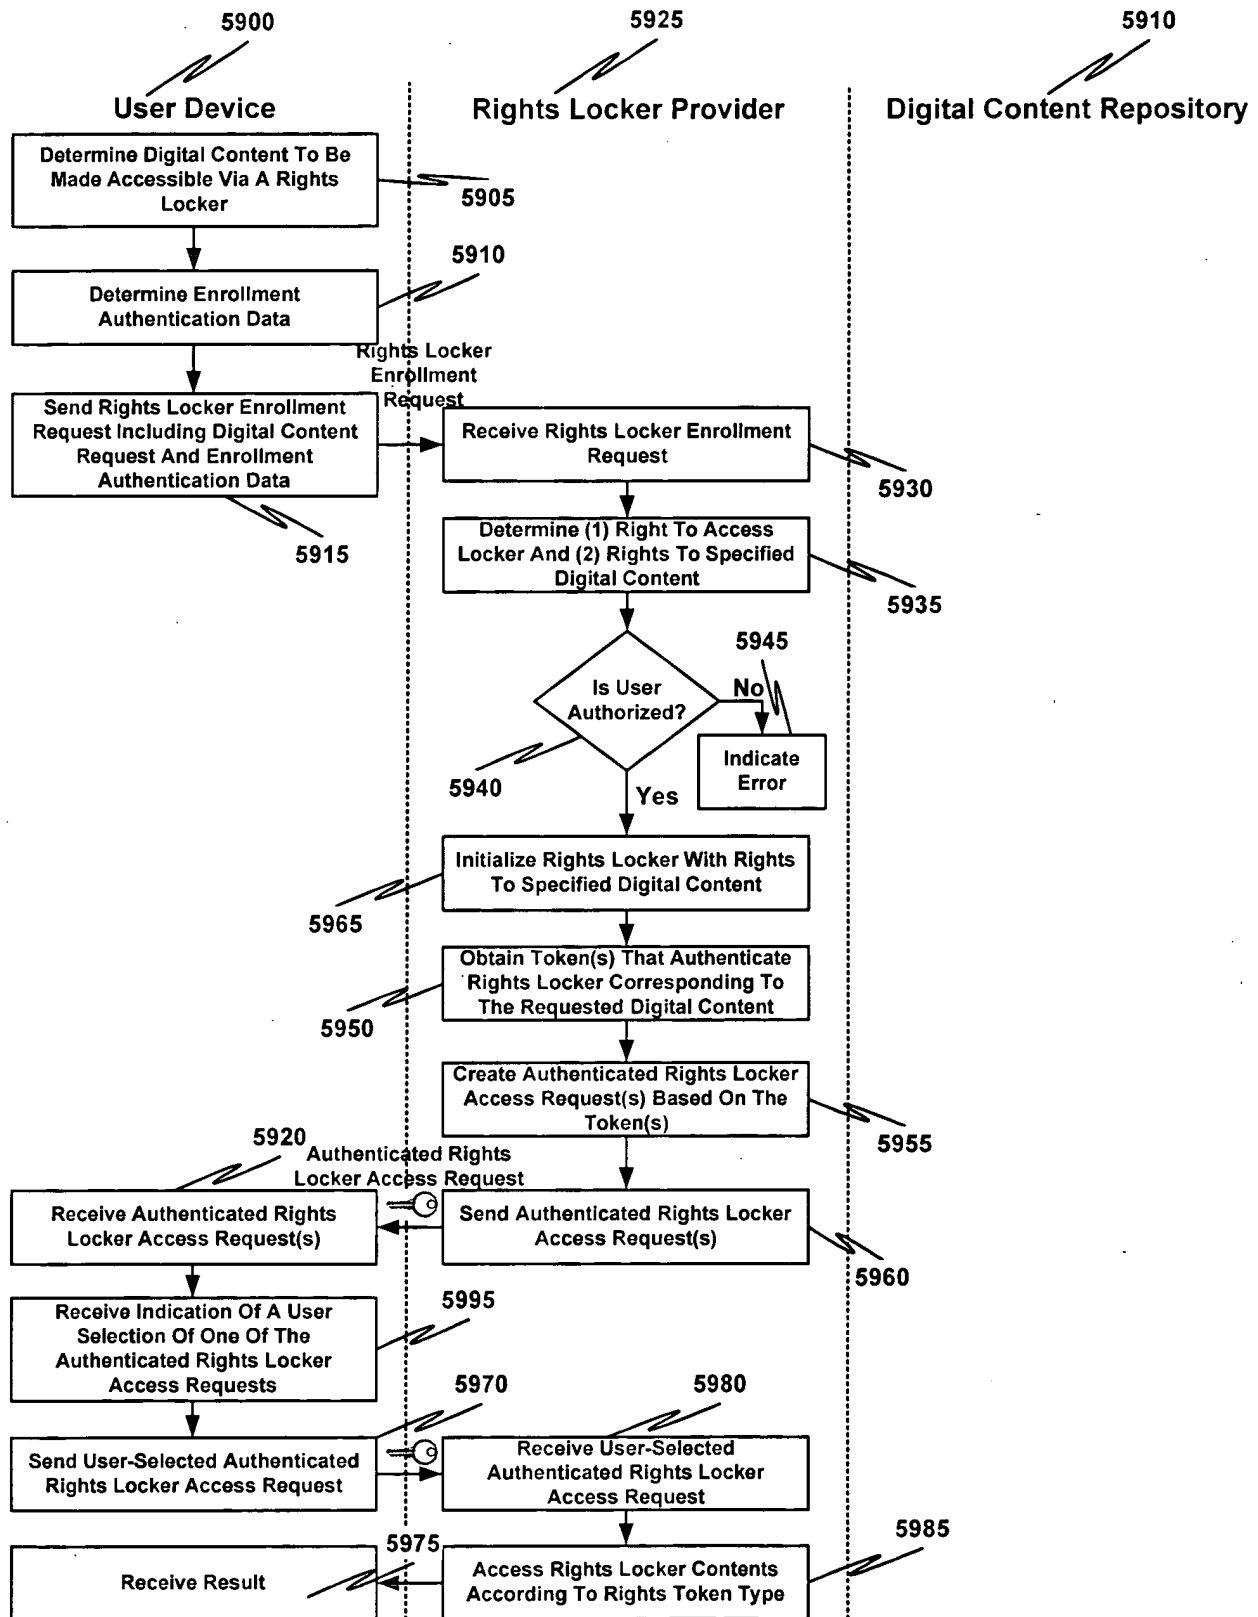 5900
5925
5910
User Device
Rights Locker Provider
Digital Content Repository
Determine Digital Content To Be
Made Accessible Via A Rights
Locker
5905
5910
Determine Enrollment
Authentication Data
Rights Locker
Enrollment
Request
Send Rights Locker Enrollment
Request Including Digital Content
Request And Enrollment
Authentication Data
5915
Receive Rights Locker Enrollment
Request
5930
Determine (1) Right To Access
Locker And (2) Rights To Specified
Digital Content
5935
Is User
Authorized?
5940
No
5945
Indicate
Error
Yes
Initialize Rights Locker With Rights
To Specified Digital Content
5965
Obtain Token(s) That Authenticate
Rights Locker Corresponding To
The Requested Digital Content
5950
Create Authenticated Rights Locker
Access Request(s) Based On The
Token(s)
5955
5920
Authenticated Rights
Locker Access Request
Receive Authenticated Rights
Locker Access Request(s)
Send Authenticated Rights Locker
Access Request(s)
5960
Receive Indication Of A User
Selection Of One Of The
Authenticated Rights Locker
Access Requests
5995
5970
5980
Send User-Selected Authenticated
Rights Locker Access Request
Receive User-Selected
Authenticated Rights Locker
Access Request
5975
5985
Receive Result
Access Rights Locker Contents
According To Rights Token Type